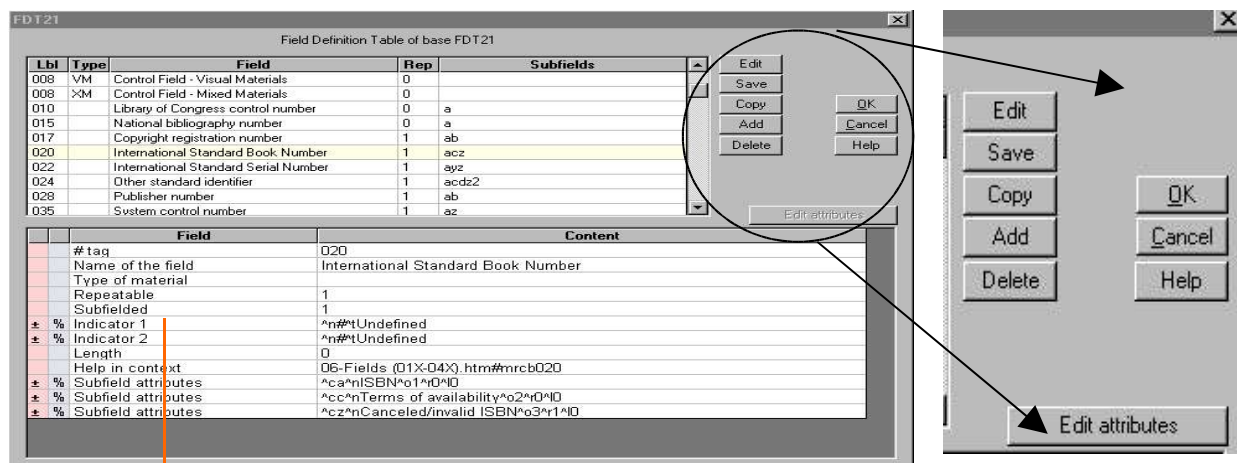 FDT21
Field Definition Table of base FDT21
Lbl Type Field Rep Subfields
008 VM Control Field - Visual Materials 0
008 XM Control Field - Mixed Materials 0
010 Library of Congress control number 0 a
015 National bibliography number 0 a
017 Copyright registration number 1 ab
020 International Standard Book Number 1 acz
022 International Standard Serial Number 1 ayz
024 Other standard identifier 1 acdz2
028 Publisher number 1 ab
035 System control number 1 az
Edit
Save
Copy
Add
Delete
OK
Cancel
Help
Edit attributes
Field Content
# tag 020
Name of the field International Standard Book Number
Type of material
Repeatable 1
Subfielded 1
± % Indicator 1 ^n#^tUndefined
± % Indicator 2 ^n#^tUndefined
Length 0
Help in context 06-Fields (01X-04X).htm#mrcb020
± % Subfield attributes ^ca^nISBN^o1^r0^l0
± % Subfield attributes ^cc^nTerms of availability^o2^r0^l0
± % Subfield attributes ^cz^nCanceled/invalid ISBN^o3^r1^l0
Edit
Save
Copy
Add
Delete
OK
Cancel
Help
Edit attributes